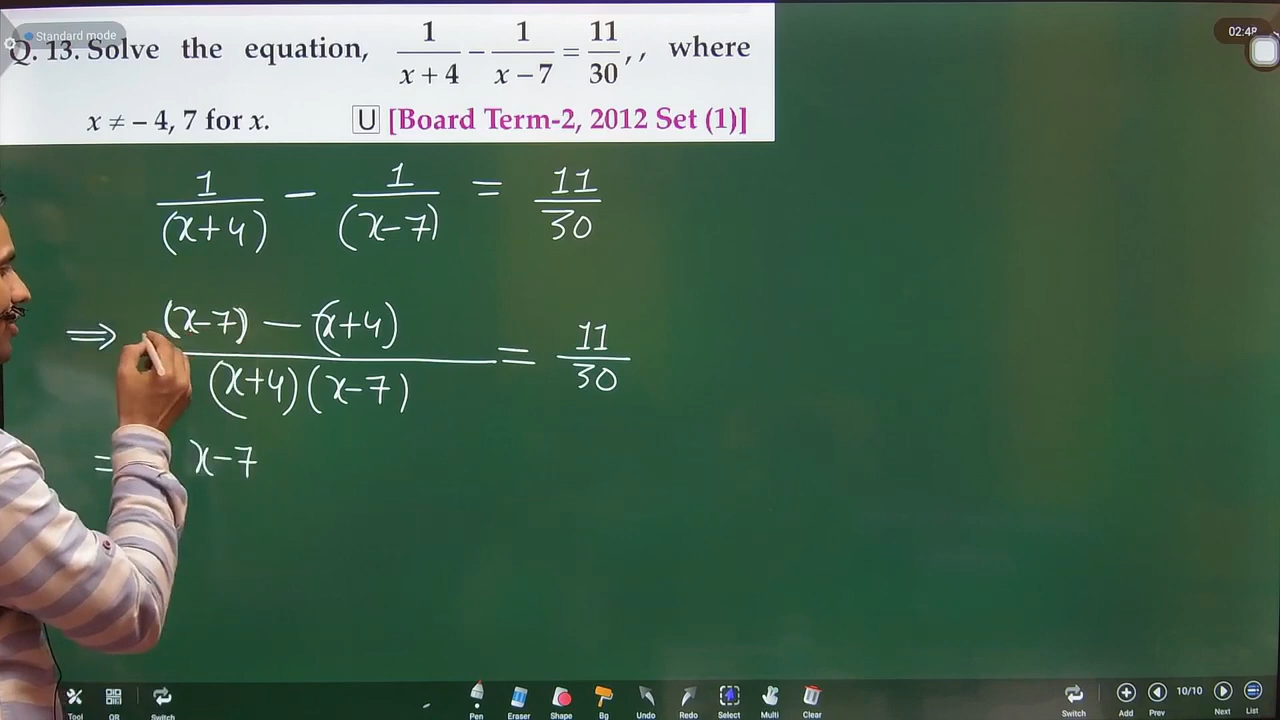 Standard mode
02:48
Q. 13. Solve the equation, 1/(x + 4) − 1/(x − 7) = 11/30, , where
x ≠ − 4, 7 for x. U [Board Term-2, 2012 Set (1)]
1/(x+4) − 1/(x-7) = 11/30
⇒ ((x-7) − (x+4))/((x+4)(x-7)) = 11/30
= x-7
Tool QR Switch Pen Eraser Shape Bg Undo Redo Select Multi Clear Switch Add Prev 10/10 Next List